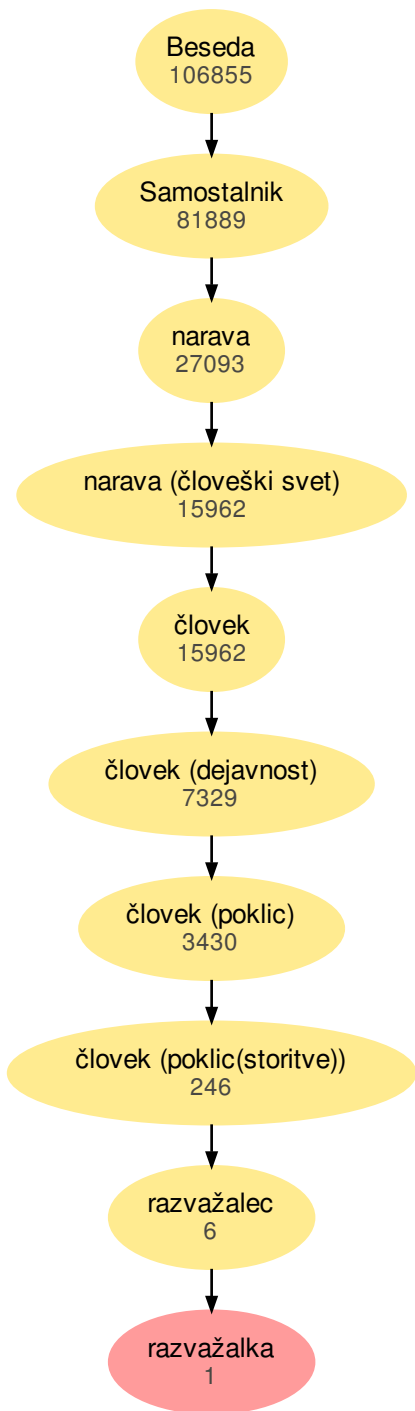 Beseda
106855
Samostalnik
81889
narava
27093
narava (človeški svet)
15962
človek
15962
človek (dejavnost)
7329
človek (poklic)
3430
človek (poklic(storitve))
246
razvažalec
6
razvažalka
1